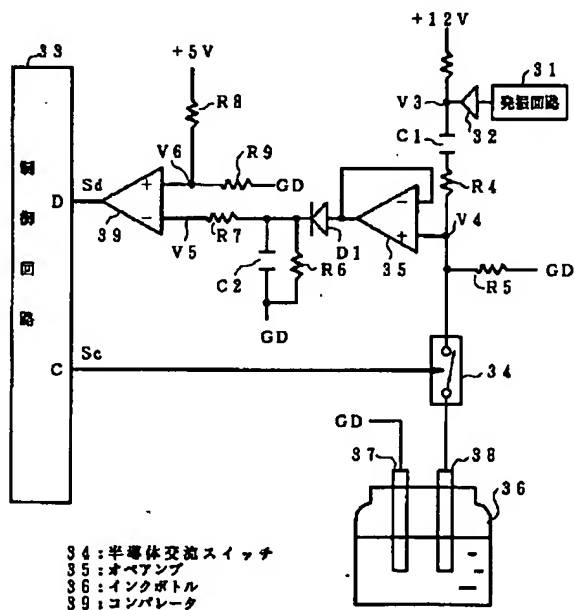 33
+12V
+5V
31
発振回路
R8
V3
32
C1
V6
R9
GD
制御回路
D
Sd
+
-
39
V5
R7
C2
R6
D1
GD
-
+
35
R4
V4
R5
GD
C
Sc
34
GD
37
38
36
34:半導体交流スイッチ
35:オペアンプ
36:インクボトル
39:コンパレータ